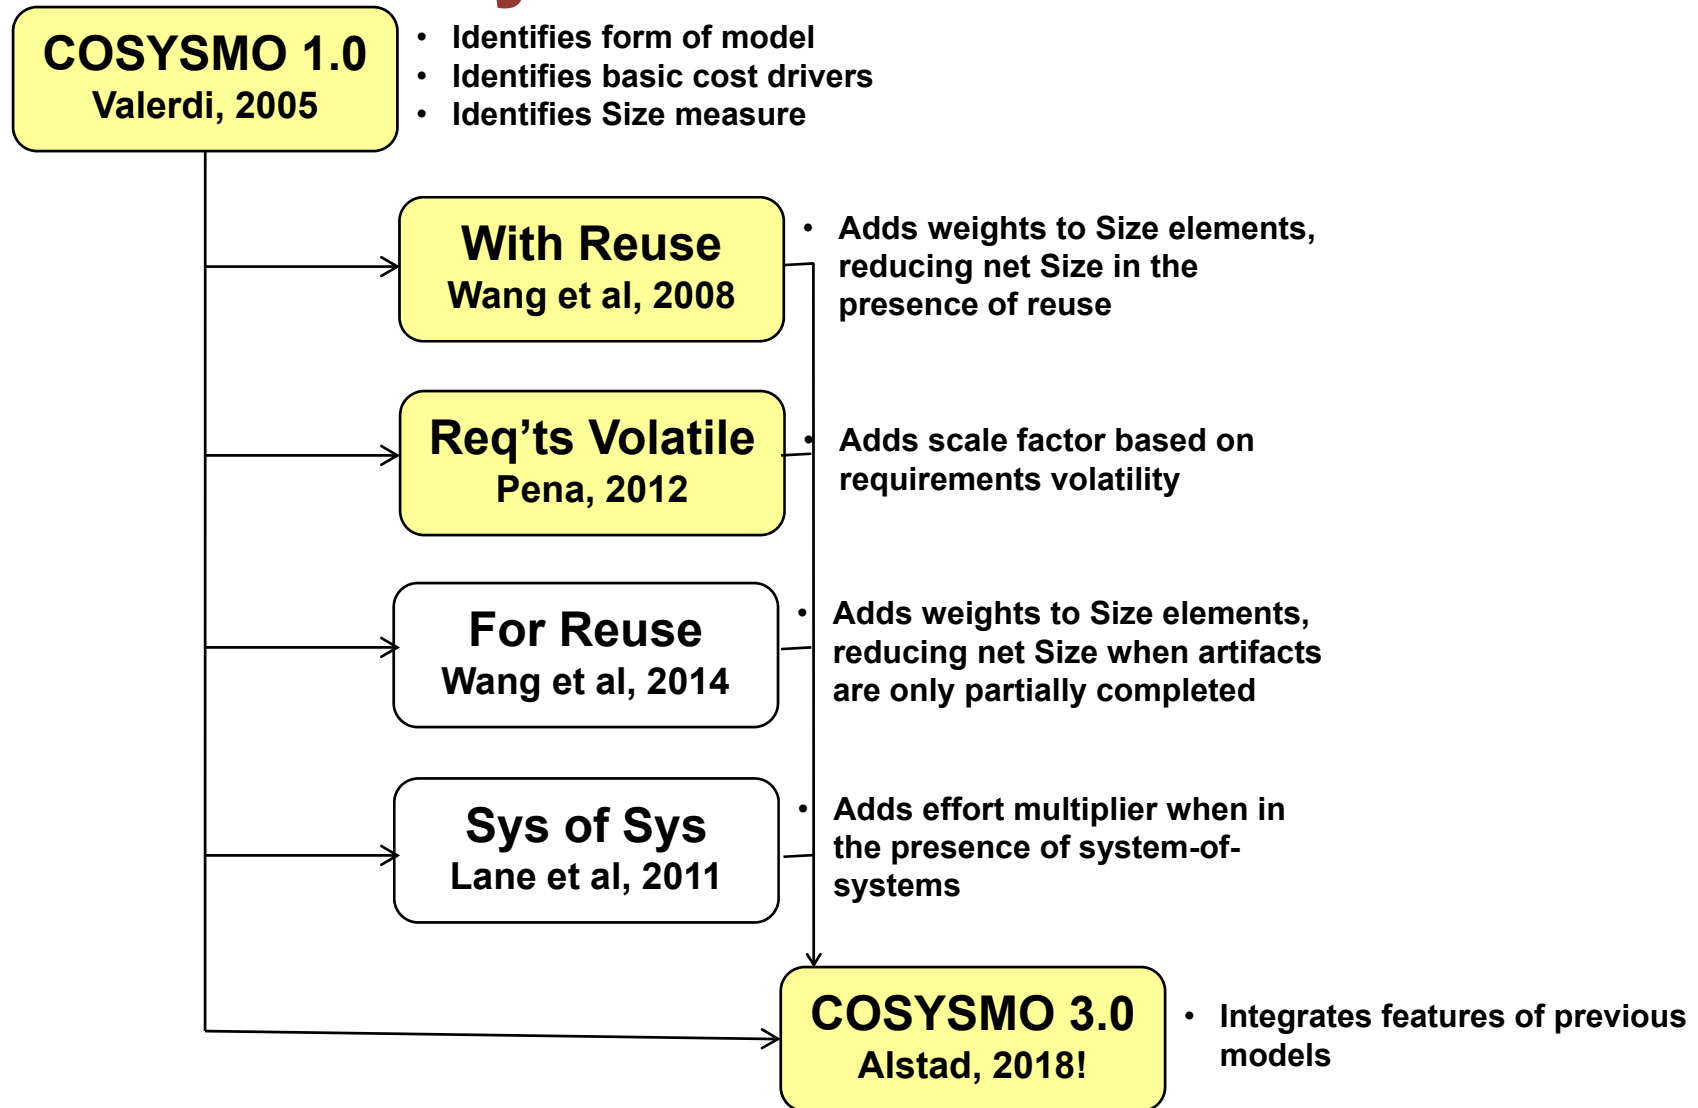 COSYSMO 1.0
Valerdi, 2005
• Identifies form of model
• Identifies basic cost drivers
• Identifies Size measure
With Reuse
Wang et al, 2008
• Adds weights to Size elements,
reducing net Size in the
presence of reuse
Req'ts Volatile
Pena, 2012
• Adds scale factor based on
requirements volatility
For Reuse
Wang et al, 2014
• Adds weights to Size elements,
reducing net Size when artifacts
are only partially completed
Sys of Sys
Lane et al, 2011
• Adds effort multiplier when in
the presence of system-of-
systems
COSYSMO 3.0
Alstad, 2018!
• Integrates features of previous
models